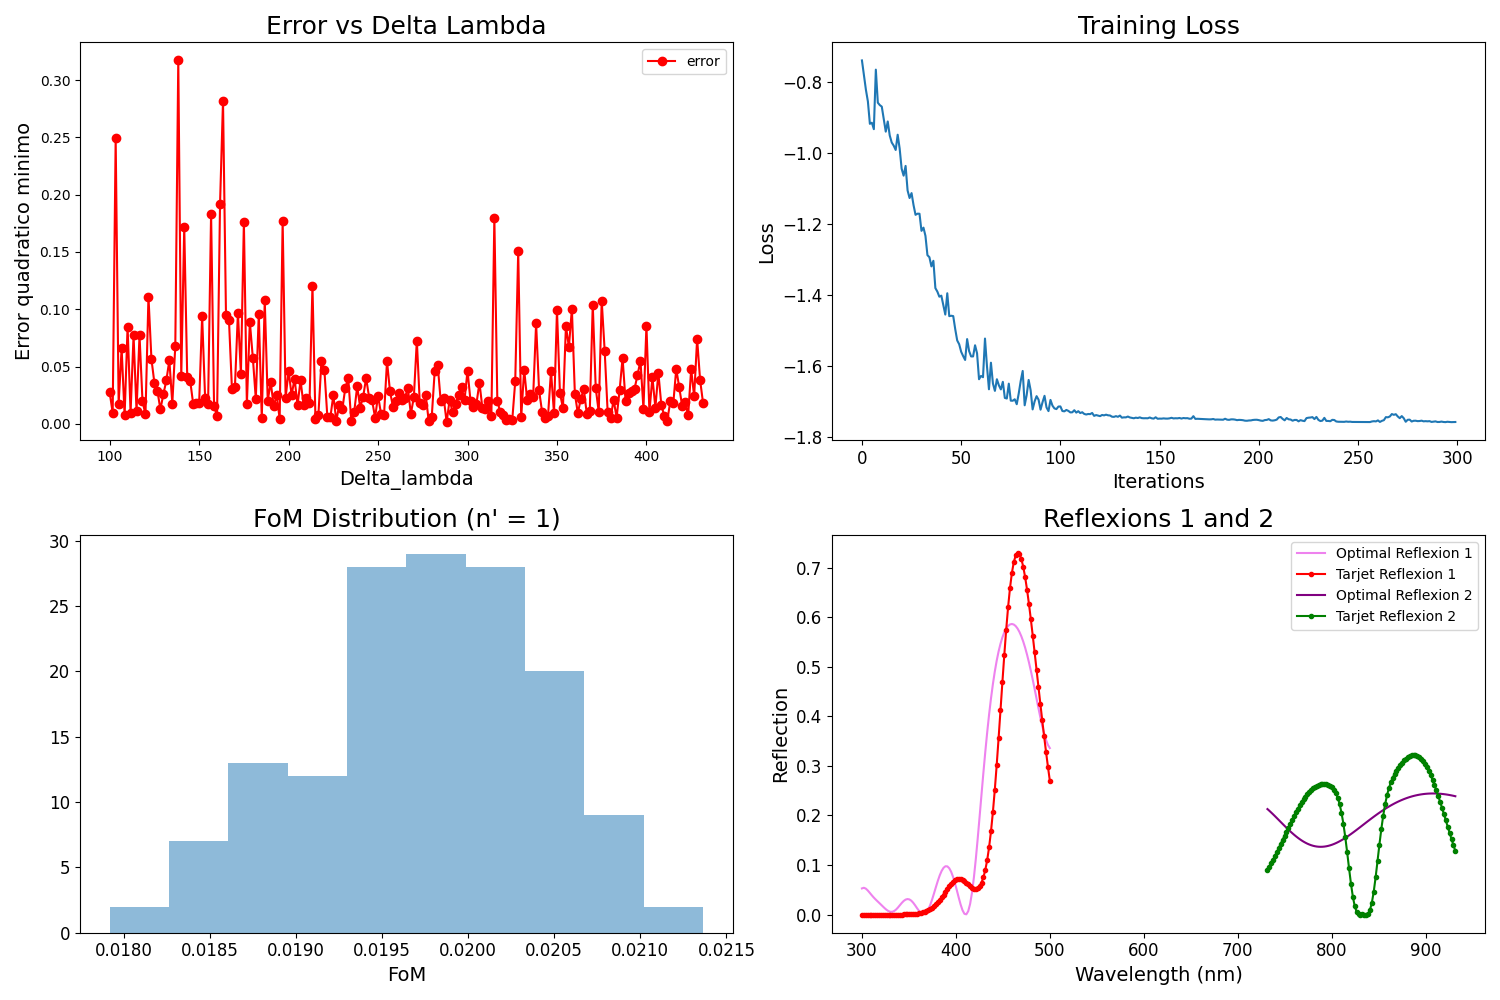 Error vs Delta Lambda
error
Error quadratico minimo
0.30
0.25
0.20
0.15
0.10
0.05
0.00
100 150 200 250 300 350 400
Delta_lambda
Training Loss
Loss
−0.8
−1.0
−1.2
−1.4
−1.6
−1.8
0 50 100 150 200 250 300
Iterations
FoM Distribution (n' = 1)
30
25
20
15
10
5
0
0.0180 0.0185 0.0190 0.0195 0.0200 0.0205 0.0210 0.0215
FoM
Reflexions 1 and 2
Optimal Reflexion 1
Tarjet Reflexion 1
Optimal Reflexion 2
Tarjet Reflexion 2
Reflection
0.7
0.6
0.5
0.4
0.3
0.2
0.1
0.0
300 400 500 600 700 800 900
Wavelength (nm)